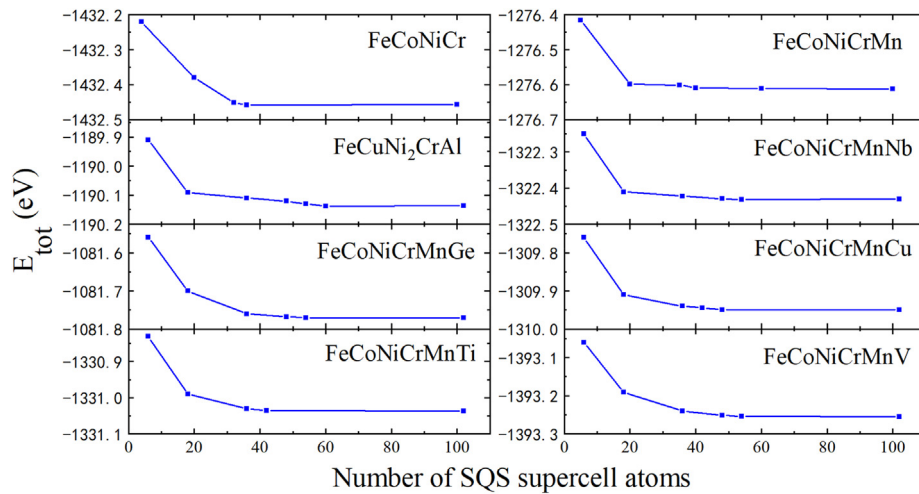 −1432.2
−1432.3
−1432.4
−1432.5
FeCoNiCr
−1276.4
−1276.5
−1276.6
−1276.7
FeCoNiCrMn
−1189.9
−1190.0
−1190.1
−1190.2
FeCuNi₂CrAl
−1322.3
−1322.4
−1322.5
FeCoNiCrMnNb
−1081.6
−1081.7
−1081.8
FeCoNiCrMnGe
−1309.8
−1309.9
−1310.0
FeCoNiCrMnCu
−1330.9
−1331.0
−1331.1
FeCoNiCrMnTi
−1393.1
−1393.2
−1393.3
FeCoNiCrMnV
0 20 40 60 80 100
0 20 40 60 80 100
E_tot (eV)
Number of SQS supercell atoms